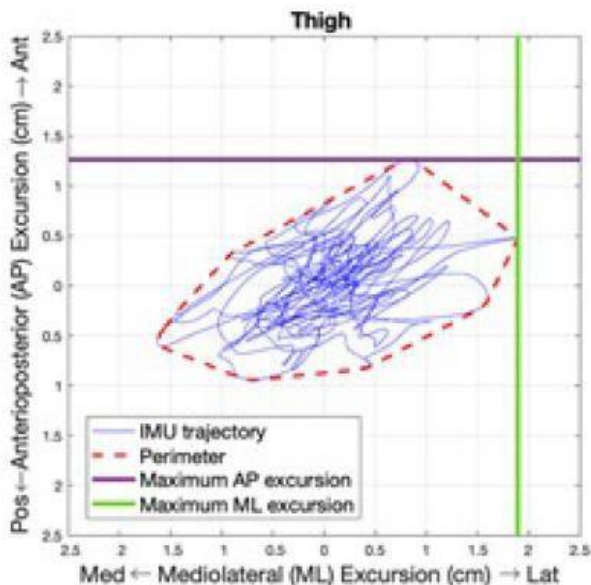 Thigh
Pos ← Anterioposterior (AP) Excursion (cm) → Ant
2.5
2
1.5
1
0.5
0
0.5
1
1.5
2
2.5
IMU trajectory
Perimeter
Maximum AP excursion
Maximum ML excursion
2.5 2 1.5 1 0.5 0 0.5 1 1.5 2 2.5
Med ← Mediolateral (ML) Excursion (cm) → Lat